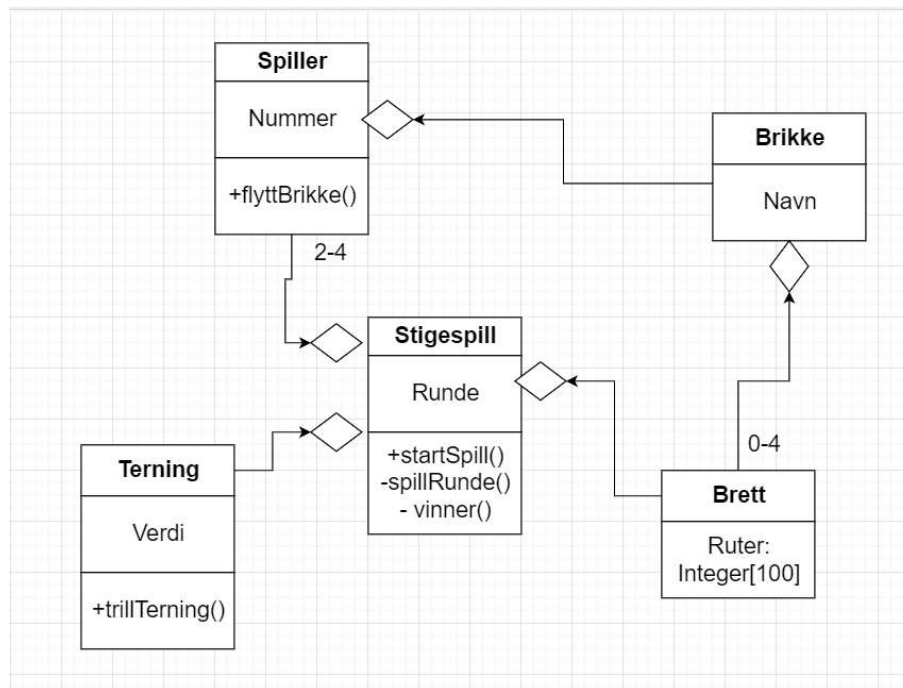 Spiller
Nummer
+flyttBrikke()
2-4
Brikke
Navn
Stigespill
Runde
+startSpill()
-spillRunde()
- vinner()
Terning
Verdi
+trillTerning()
0-4
Brett
Ruter:
Integer[100]